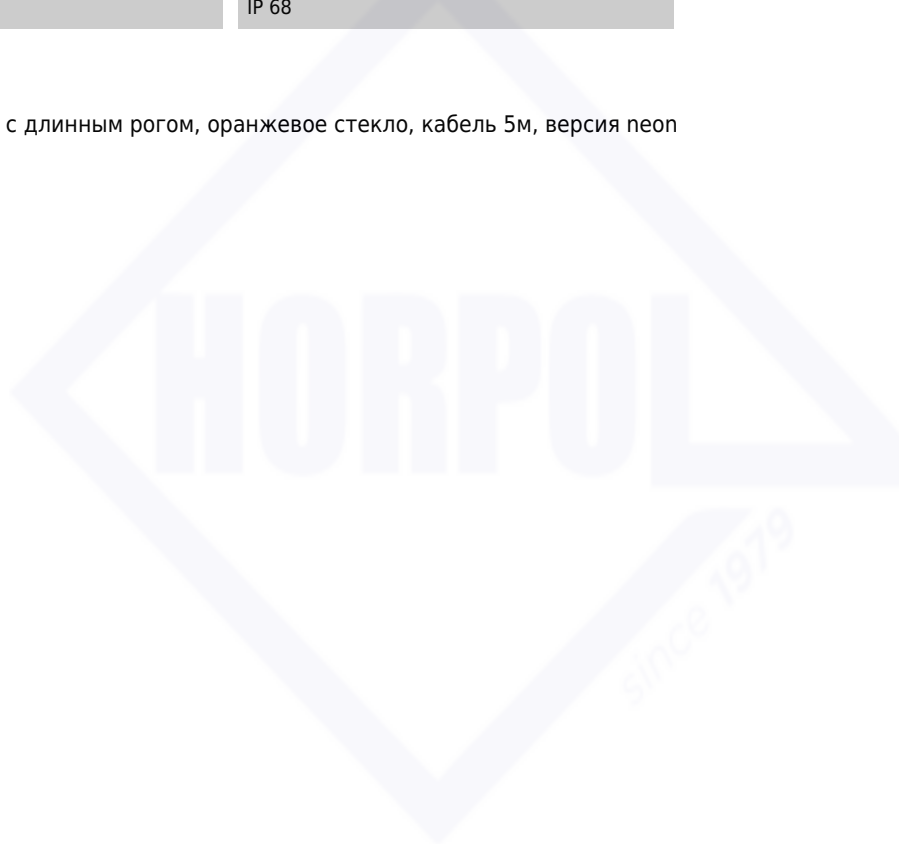 IP 68
с длинным рогом, оранжевое стекло, кабель 5м, версия neon
HORPOL
since 1979